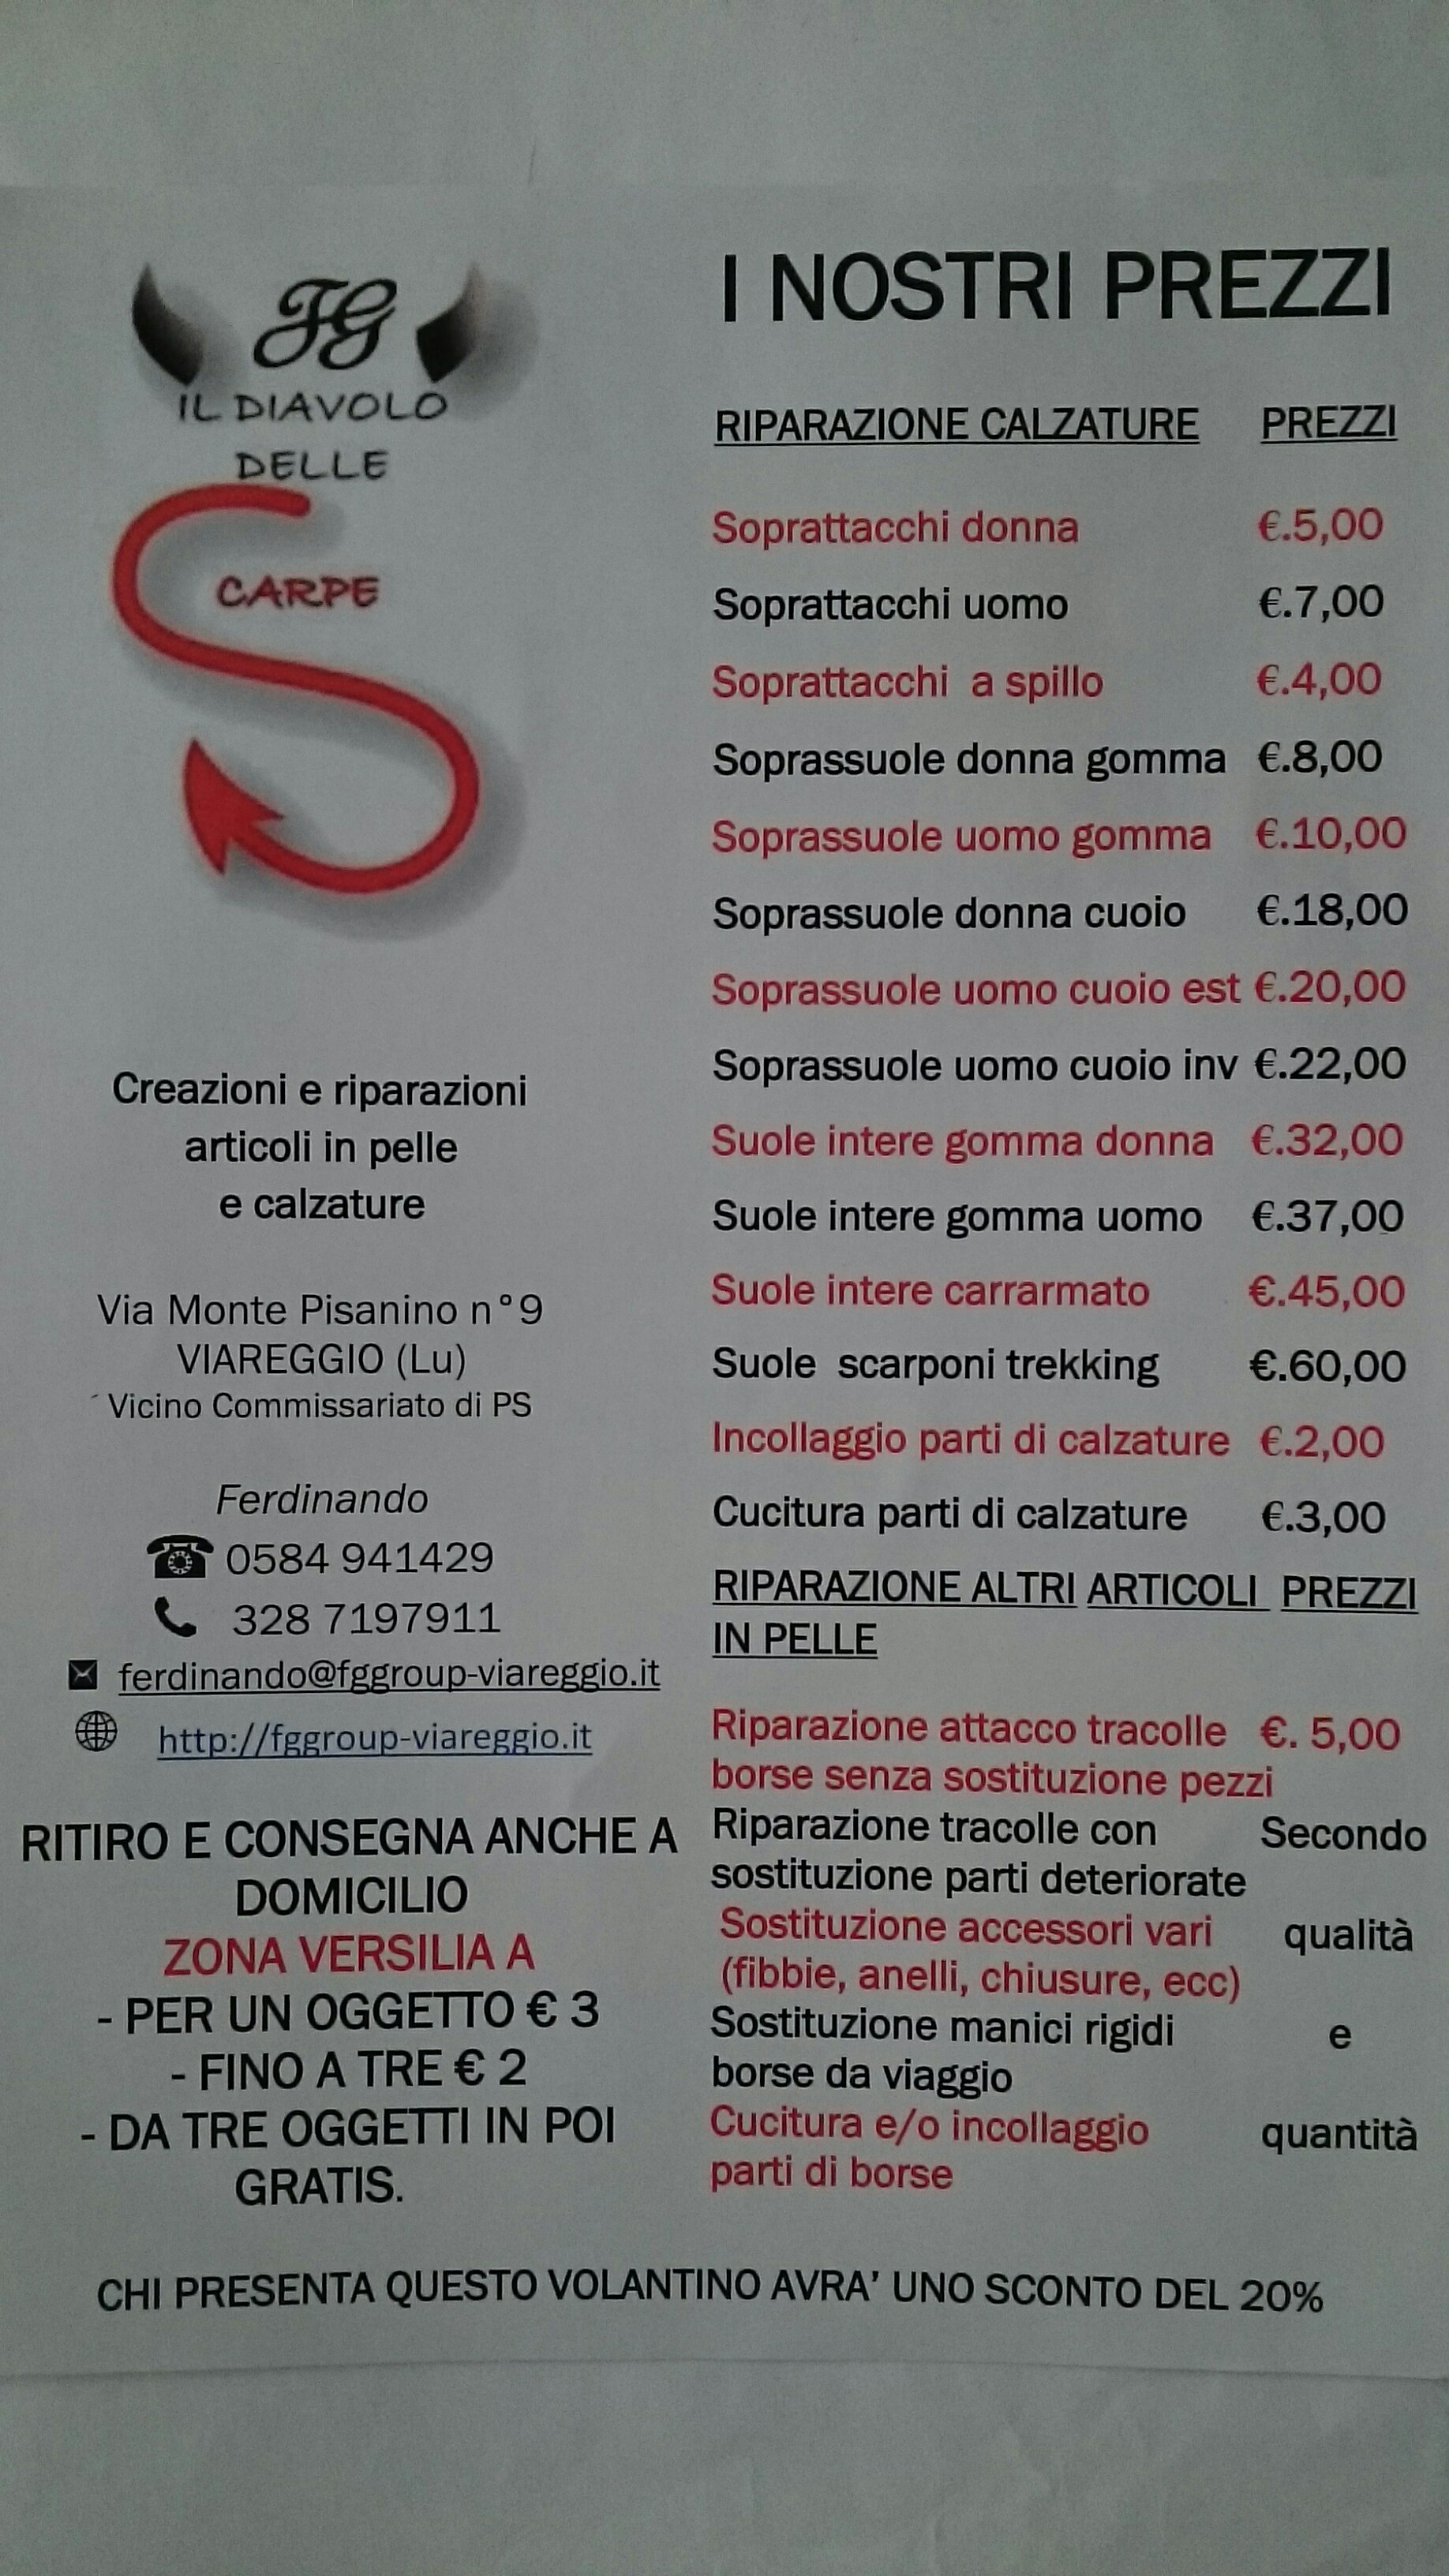 FG
IL DIAVOLO
DELLE
S
CARPE
Creazioni e riparazioni
articoli in pelle
e calzature
Via Monte Pisanino n°9
VIAREGGIO (Lu)
Vicino Commissariato di PS
Ferdinando
0584 941429
328 7197911
ferdinando@fggroup-viareggio.it
http://fggroup-viareggio.it
RITIRO E CONSEGNA ANCHE A
DOMICILIO
ZONA VERSILIA A
- PER UN OGGETTO € 3
- FINO A TRE € 2
- DA TRE OGGETTI IN POI
GRATIS.
I NOSTRI PREZZI
RIPARAZIONE CALZATURE PREZZI
Soprattacchi donna €.5,00
Soprattacchi uomo €.7,00
Soprattacchi a spillo €.4,00
Soprassuole donna gomma €.8,00
Soprassuole uomo gomma €.10,00
Soprassuole donna cuoio €.18,00
Soprassuole uomo cuoio est €.20,00
Soprassuole uomo cuoio inv €.22,00
Suole intere gomma donna €.32,00
Suole intere gomma uomo €.37,00
Suole intere carrarmato €.45,00
Suole scarponi trekking €.60,00
Incollaggio parti di calzature €.2,00
Cucitura parti di calzature €.3,00
RIPARAZIONE ALTRI ARTICOLI PREZZI
IN PELLE
Riparazione attacco tracolle €. 5,00
borse senza sostituzione pezzi
Riparazione tracolle con Secondo
sostituzione parti deteriorate
Sostituzione accessori vari qualità
(fibbie, anelli, chiusure, ecc)
Sostituzione manici rigidi e
borse da viaggio
Cucitura e/o incollaggio quantità
parti di borse
CHI PRESENTA QUESTO VOLANTINO AVRA' UNO SCONTO DEL 20%